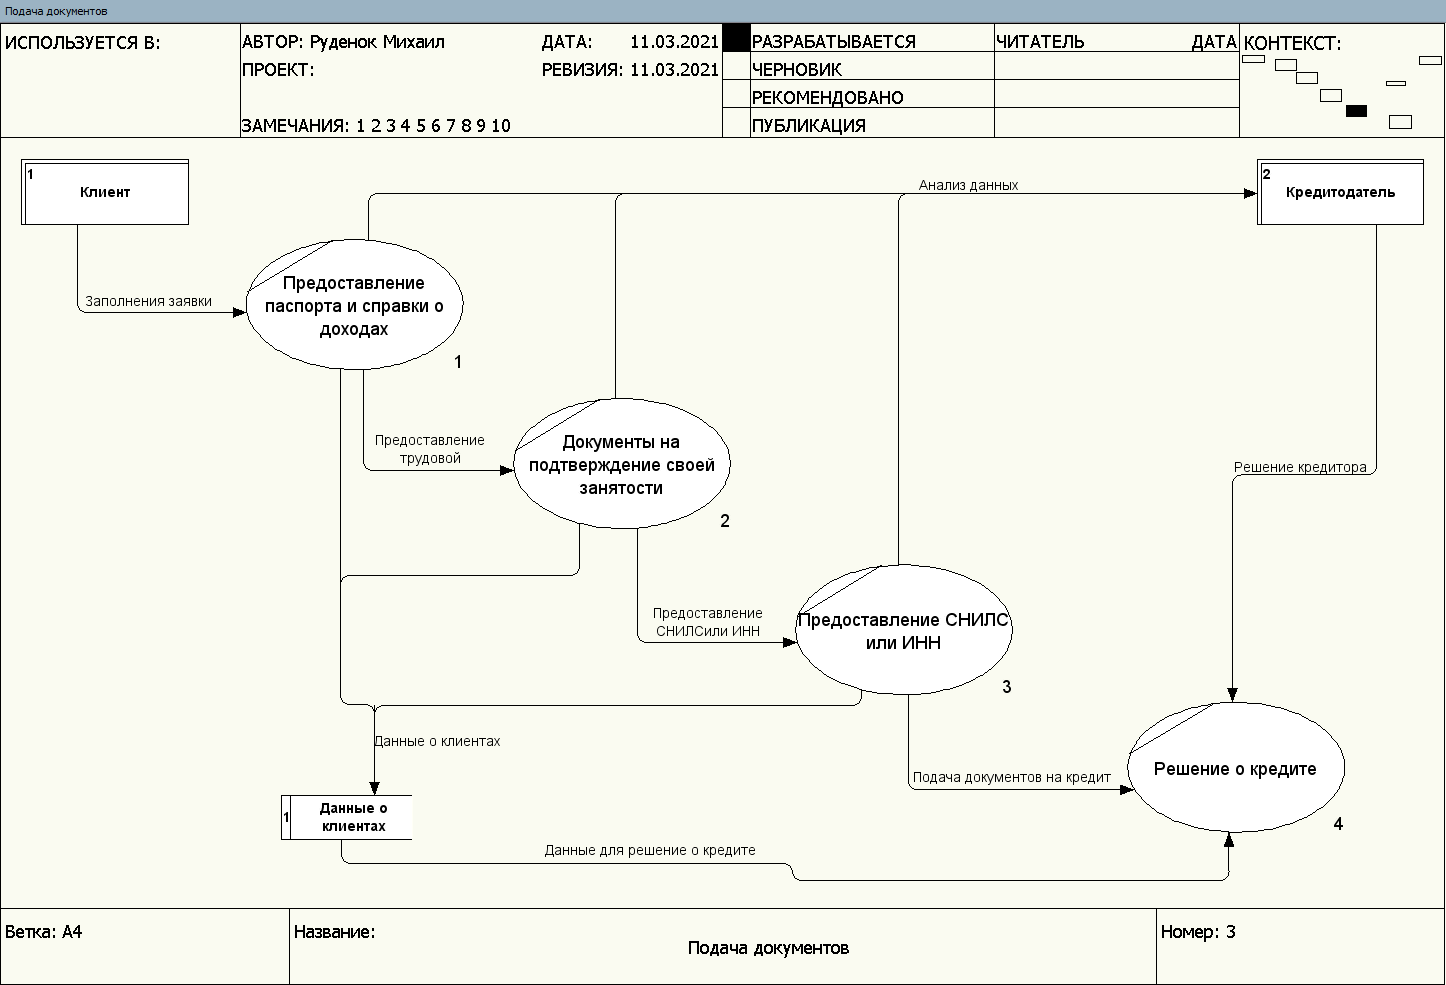 Подача документов
ИСПОЛЬЗУЕТСЯ В:
АВТОР: Руденок Михаил
ДАТА: 11.03.2021
ПРОЕКТ:
РЕВИЗИЯ: 11.03.2021
ЗАМЕЧАНИЯ: 1 2 3 4 5 6 7 8 9 10
РАЗРАБАТЫВАЕТСЯ
ЧЕРНОВИК
РЕКОМЕНДОВАНО
ПУБЛИКАЦИЯ
ЧИТАТЕЛЬ
ДАТА
КОНТЕКСТ:
1
Клиент
Анализ данных
2
Кредитодатель
Заполнения заявки
Предоставление
паспорта и справки о
доходах
1
Предоставление
трудовой
Документы на
подтверждение своей
занятости
2
Решение кредитора
Предоставление
СНИЛСили ИНН
Предоставление СНИЛС
или ИНН
3
Данные о клиентах
Подача документов на кредит
Решение о кредите
4
1
Данные о
клиентах
Данные для решение о кредите
Ветка: A4
Название:
Подача документов
Номер: 3